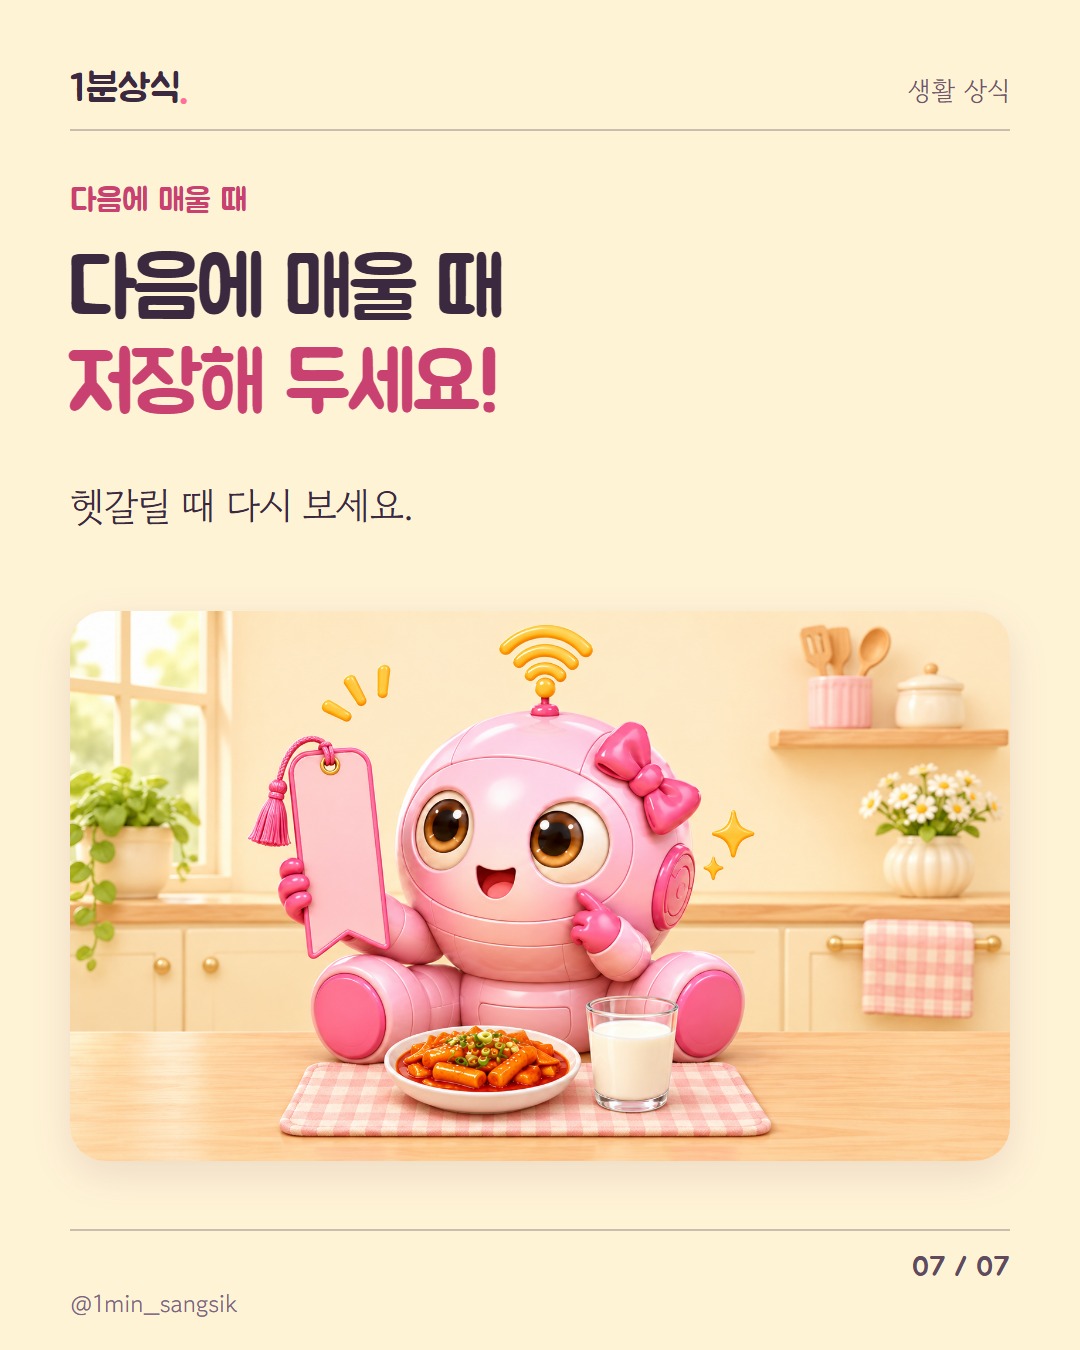 1분상식.
생활 상식
다음에 매울 때
다음에 매울 때
저장해 두세요!
헷갈릴 때 다시 보세요.
07 / 07
@1min_sangsik